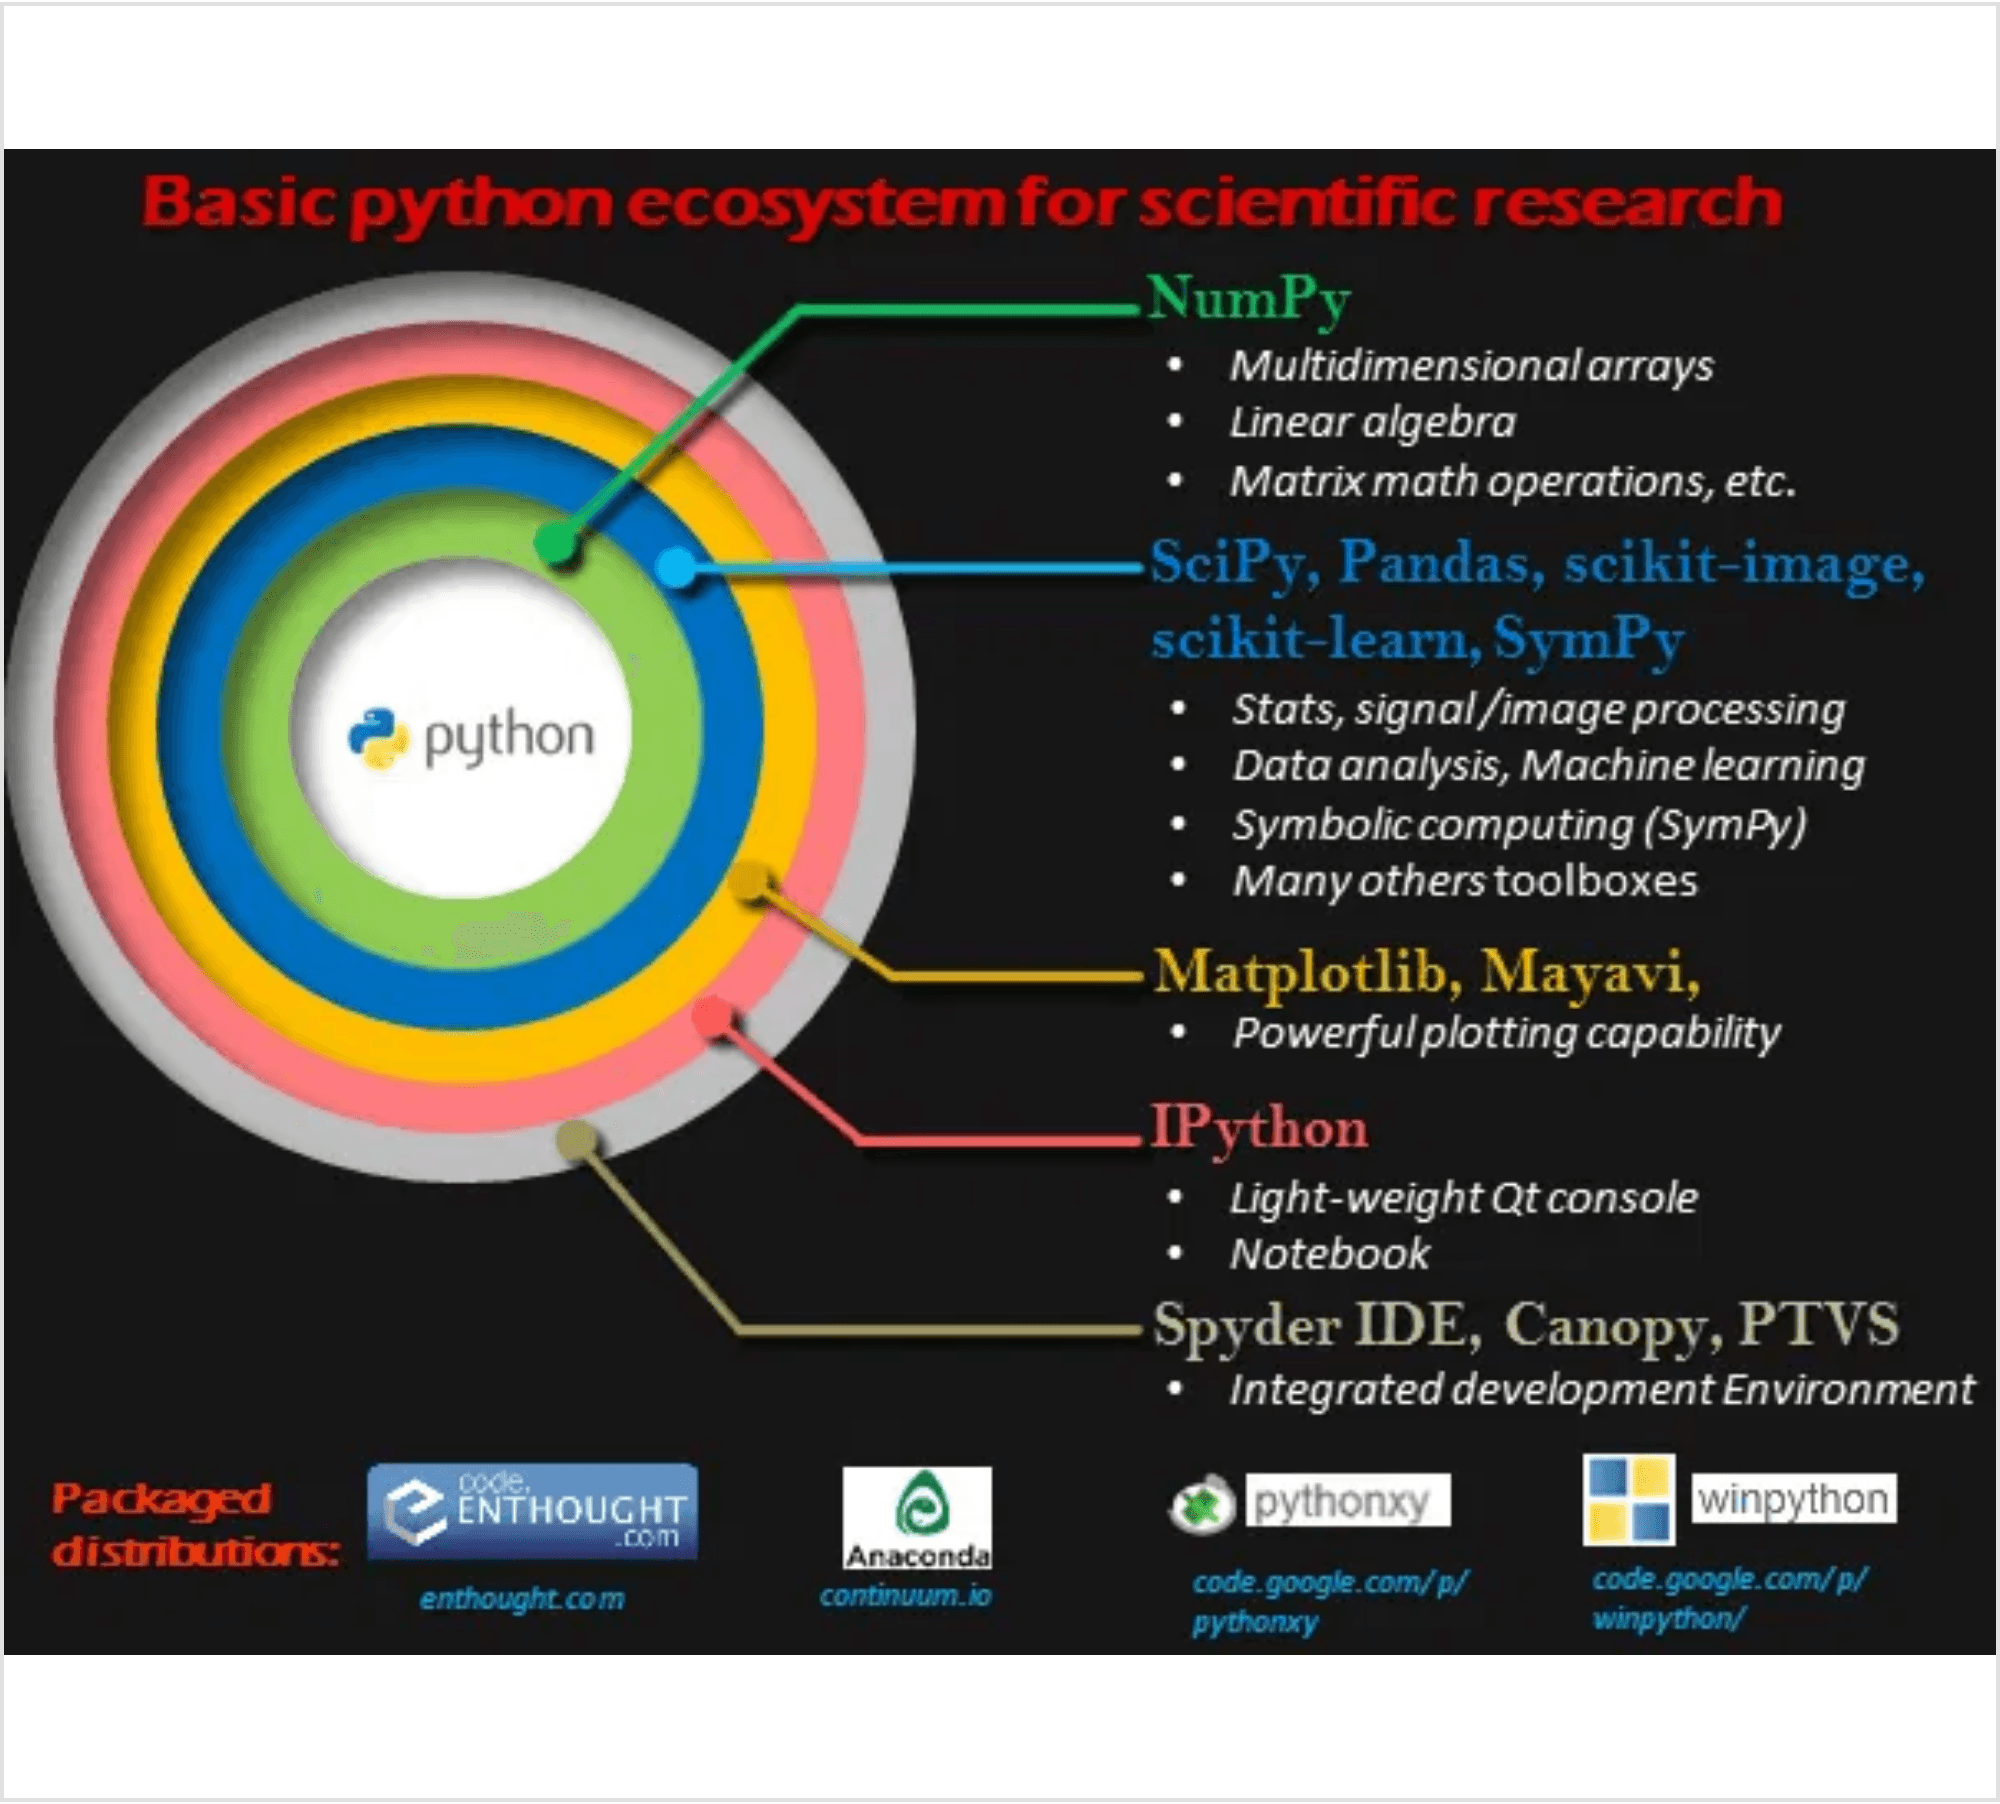 Basic python ecosystem for scientific research
NumPy
• Multidimensional arrays
• Linear algebra
• Matrix math operations, etc.
SciPy, Pandas, scikit-image,
scikit-learn, SymPy
• Stats, signal/image processing
• Data analysis, Machine learning
• Symbolic computing (SymPy)
• Many others toolboxes
python
Matplotlib, Mayavi,
• Powerful plotting capability
IPython
• Light-weight Qt console
• Notebook
Spyder IDE, Canopy, PTVS
• Integrated development Environment
Packaged
distributions:
code.
ENTHOUGHT
.com
enthought.com
Anaconda
continuum.io
pythonxy
code.google.com/p/
pythonxy
winpython
code.google.com/p/
winpython/